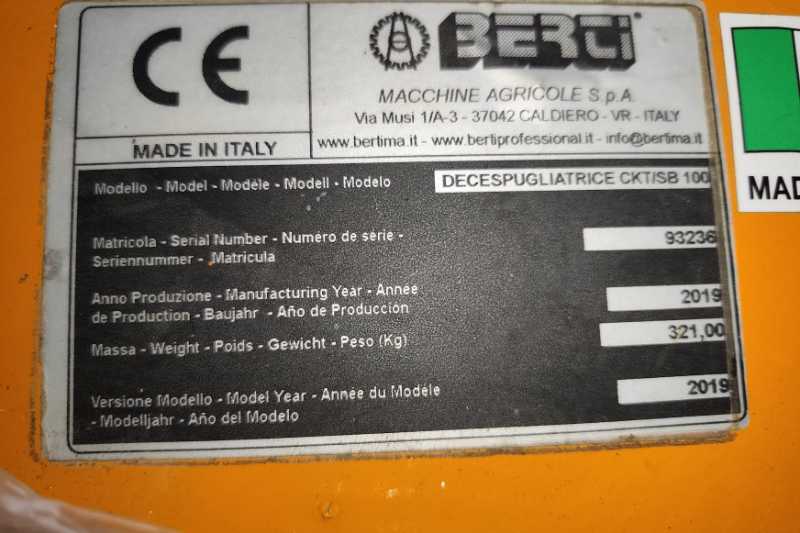 CE
BERTI
MACCHINE AGRICOLE S.p.A.
Via Musi 1/A-3 - 37042 CALDIERO - VR - ITALY
www.bertima.it - www.bertiprofessional.it - info@bertima.it
MADE IN ITALY
Modello - Model - Modèle - Modell - Modelo DECESPUGLIATRICE CKT/SB 100
Matricola - Serial Number - Numéro de série -
Seriennummer - Matricula 93236
Anno Produzione - Manufacturing Year - Année
de Production - Baujahr - Año de Producción 2019
Massa - Weight - Poids - Gewicht - Peso (Kg) 321,00
Versione Modello - Model Year - Année du Modèle
- Modelljahr - Año del Modelo 2019
MAD